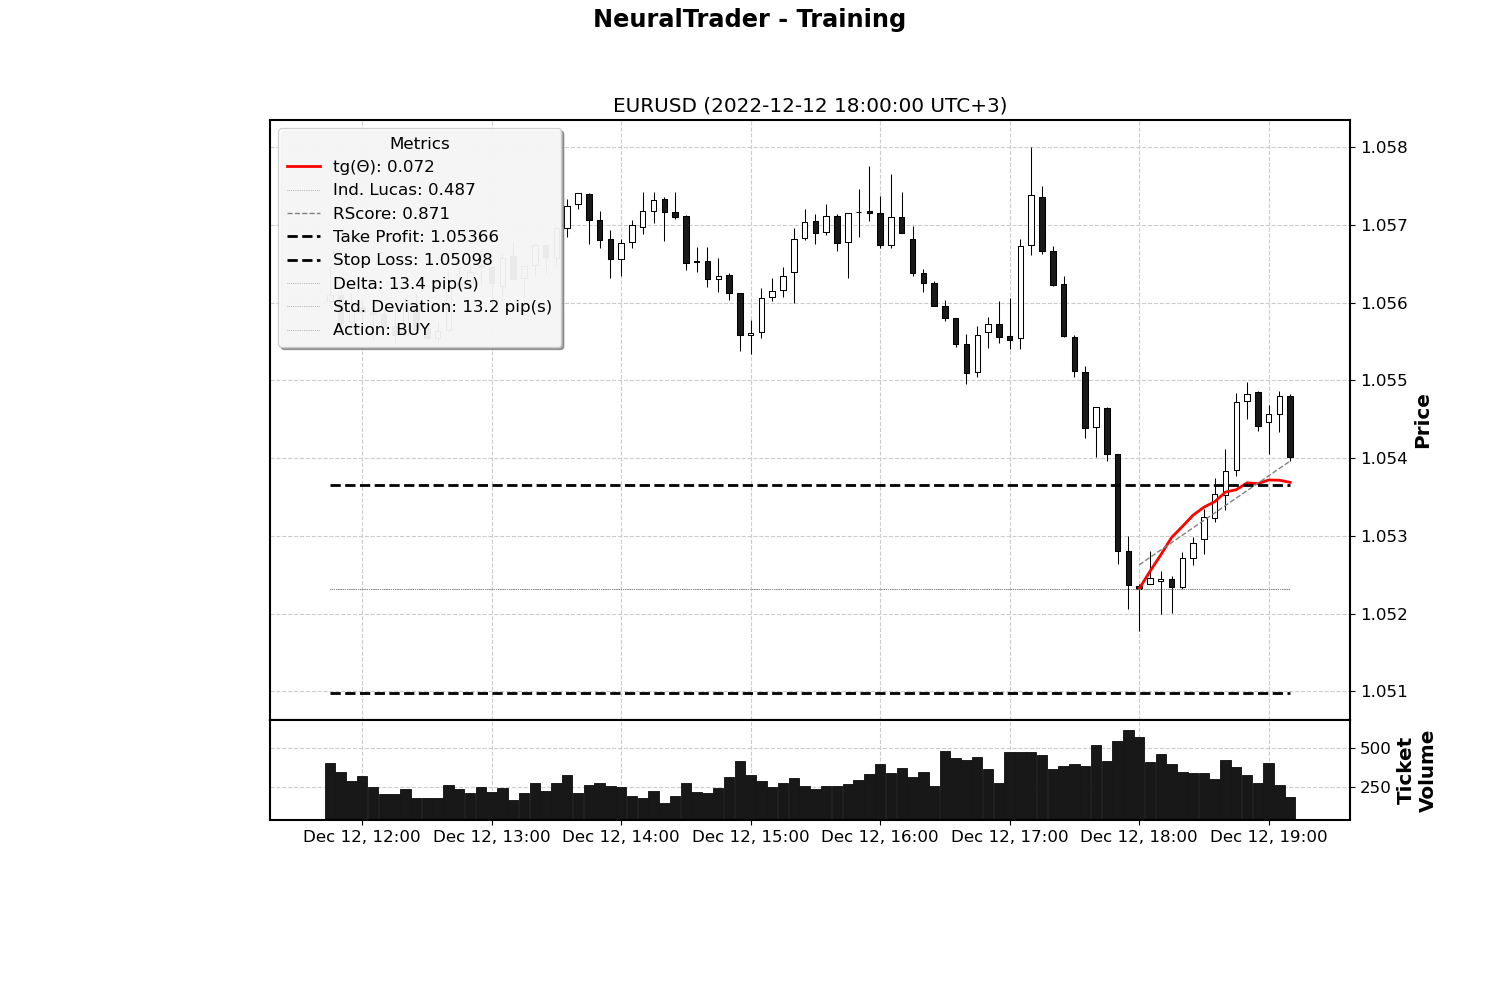 NeuralTrader - Training
EURUSD (2022-12-12 18:00:00 UTC+3)
Metrics
tg(Θ): 0.072
Ind. Lucas: 0.487
RScore: 0.871
Take Profit: 1.05366
Stop Loss: 1.05098
Delta: 13.4 pip(s)
Std. Deviation: 13.2 pip(s)
Action: BUY
1.058
1.057
1.056
1.055
1.054
1.053
1.052
1.051
Price
500
250
Ticket
Volume
Dec 12, 12:00 Dec 12, 13:00 Dec 12, 14:00 Dec 12, 15:00 Dec 12, 16:00 Dec 12, 17:00 Dec 12, 18:00 Dec 12, 19:00